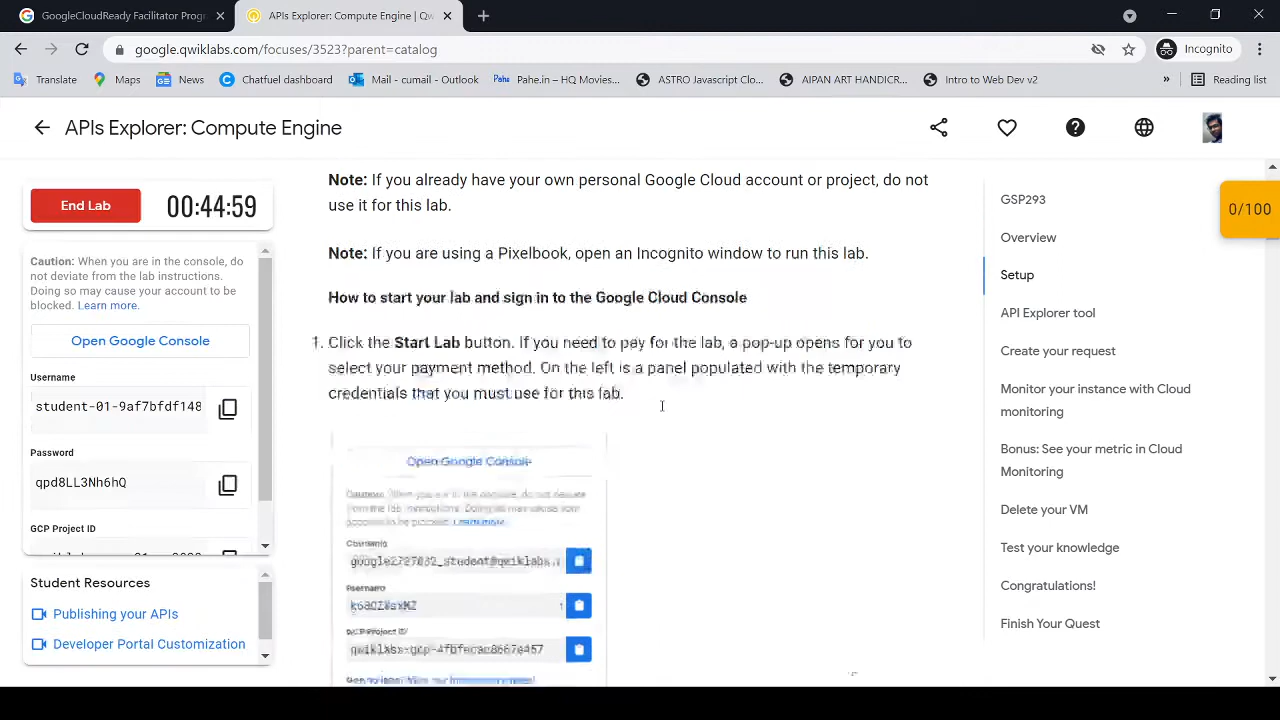 GoogleCloudReady Facilitator Progr
APIs Explorer: Compute Engine | Qw
google.qwiklabs.com/focuses/3523?parent=catalog
Incognito
Translate
Maps
News
Chatfuel dashboard
Mail - cumail - Outlook
Pahe.in – HQ Movies...
ASTRO Javascript Clo...
AIPAN ART HANDICR...
Intro to Web Dev v2
»
Reading list
APIs Explorer: Compute Engine
End Lab
00:44:59
Caution: When you are in the console, do
not deviate from the lab instructions.
Doing so may cause your account to be
blocked. Learn more.
Open Google Console
Username
student-01-9af7bfdf148
Password
qpd8LL3Nh6hQ
GCP Project ID
Student Resources
Publishing your APIs
Developer Portal Customization
Note: If you already have your own personal Google Cloud account or project, do not
use it for this lab.
Note: If you are using a Pixelbook, open an Incognito window to run this lab.
How to start your lab and sign in to the Google Cloud Console
1. Click the Start Lab button. If you need to pay for the lab, a pop-up opens for you to
select your payment method. On the left is a panel populated with the temporary
credentials that you must use for this lab.
Open Google Console
GSP293
Overview
Setup
API Explorer tool
Create your request
Monitor your instance with Cloud
monitoring
Bonus: See your metric in Cloud
Monitoring
Delete your VM
Test your knowledge
Congratulations!
Finish Your Quest
0/100